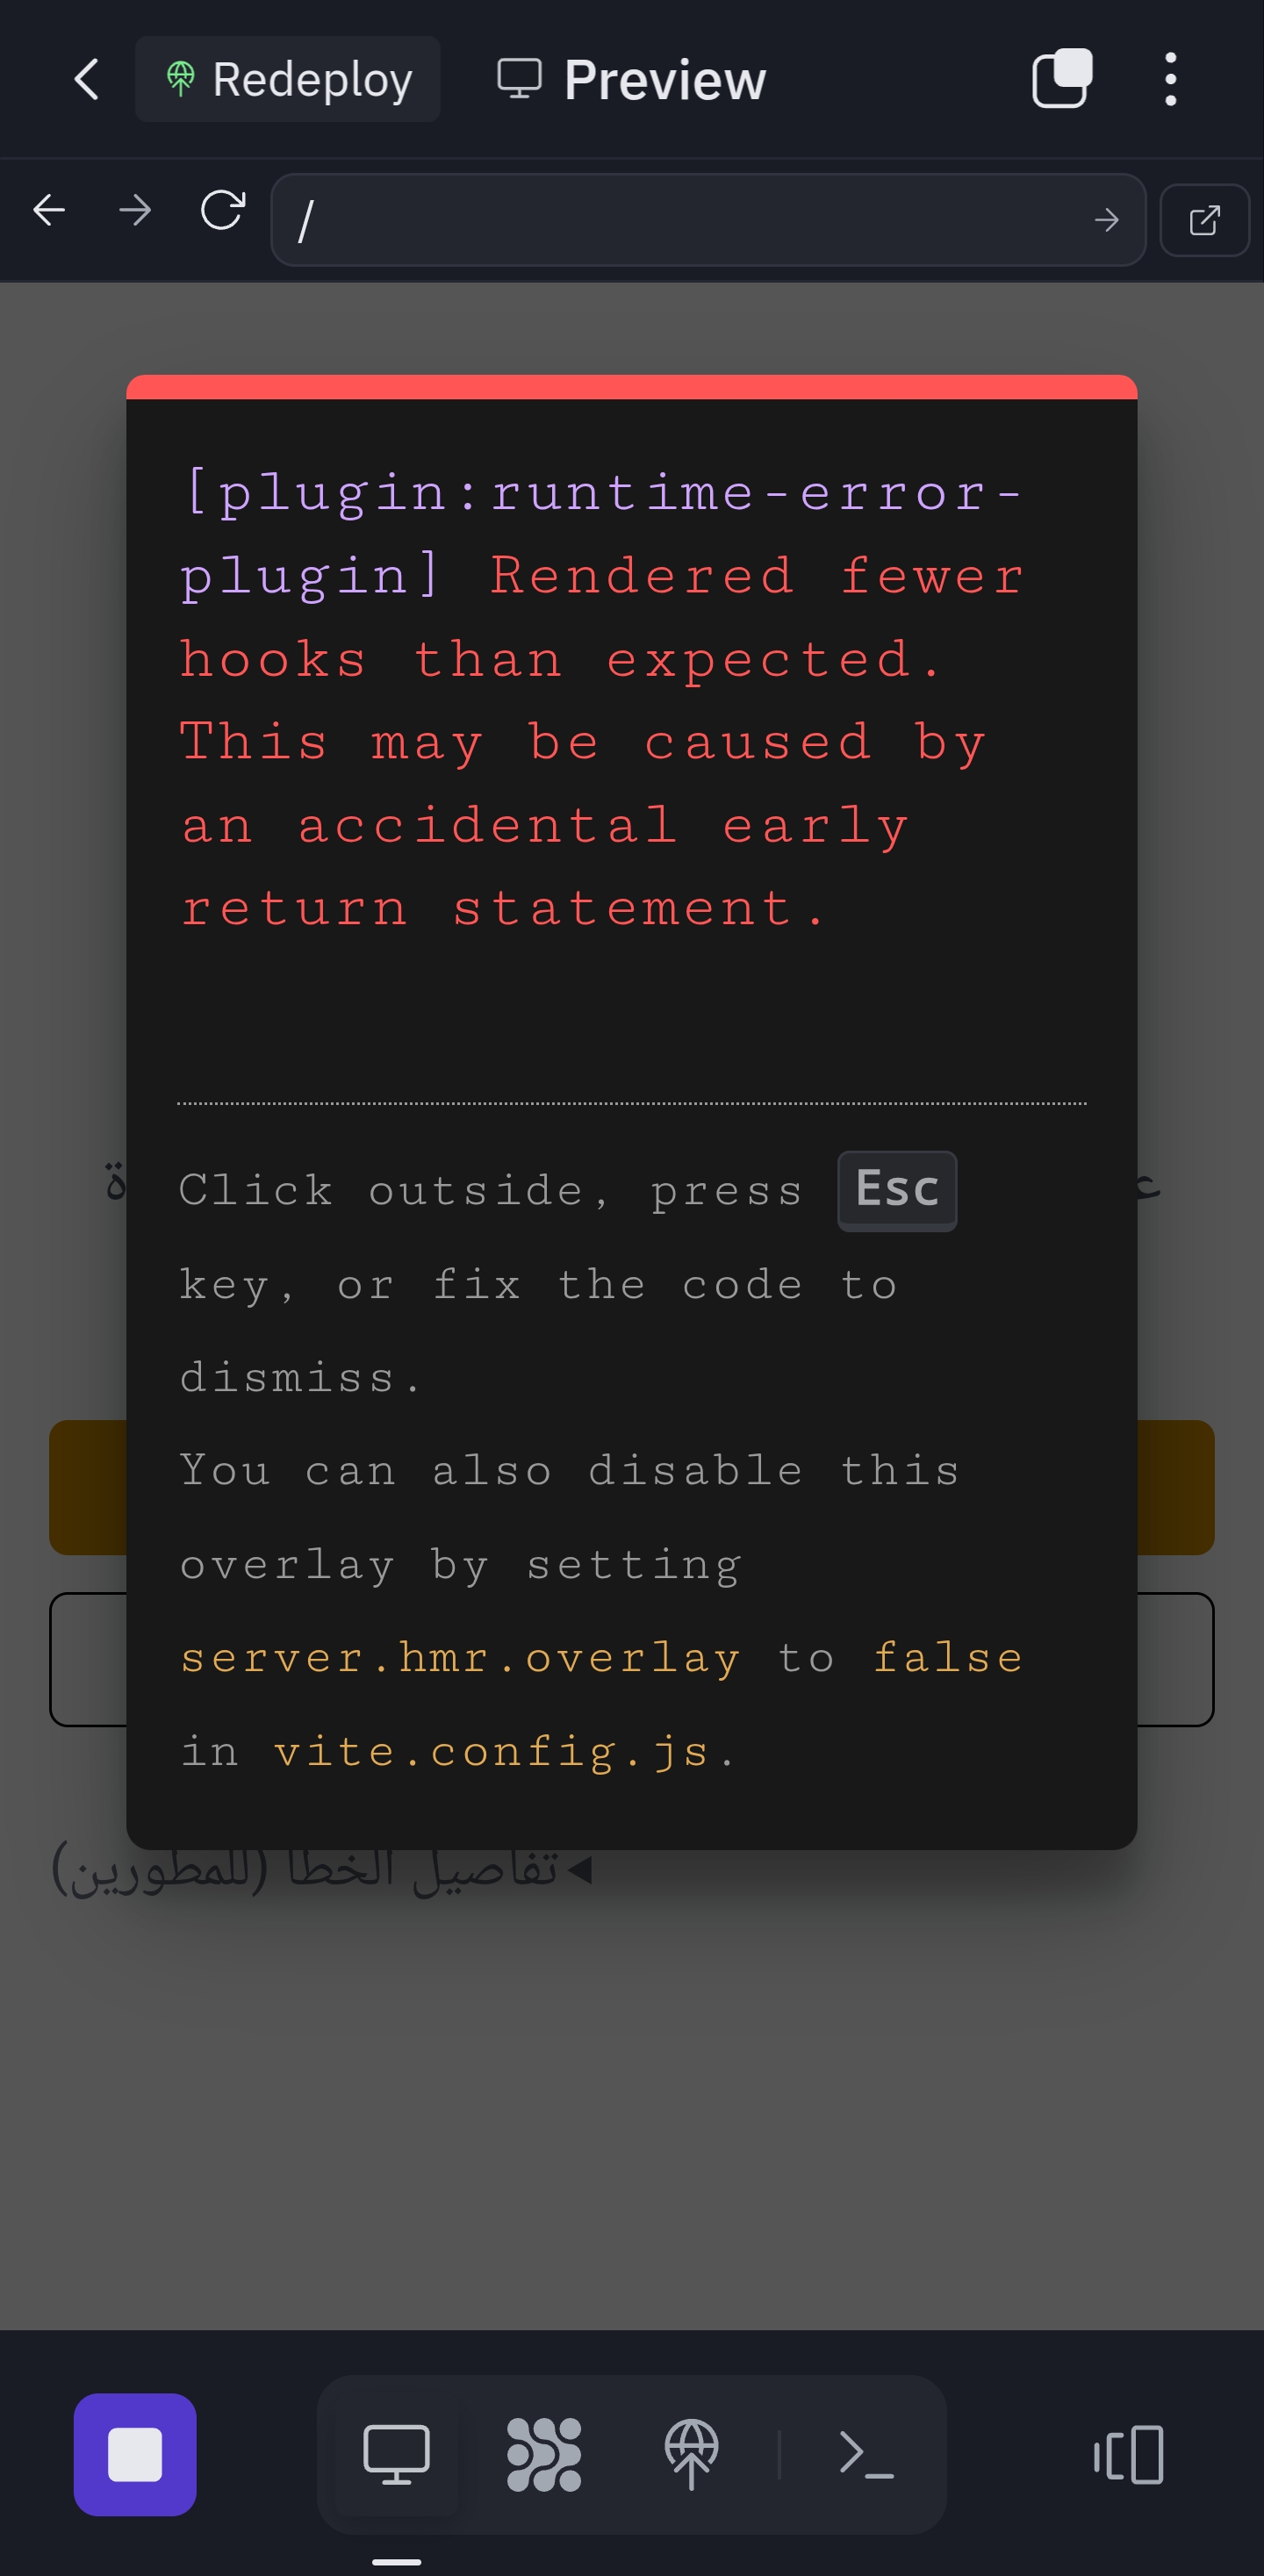 Redeploy Preview
/
[plugin:runtime-error-
plugin] Rendered fewer
hooks than expected.
This may be caused by
an accidental early
return statement.
Click outside, press Esc
key, or fix the code to
dismiss.
You can also disable this
overlay by setting
server.hmr.overlay to false
in vite.config.js.
◀ تفاصيل الخطأ (للمطورين)